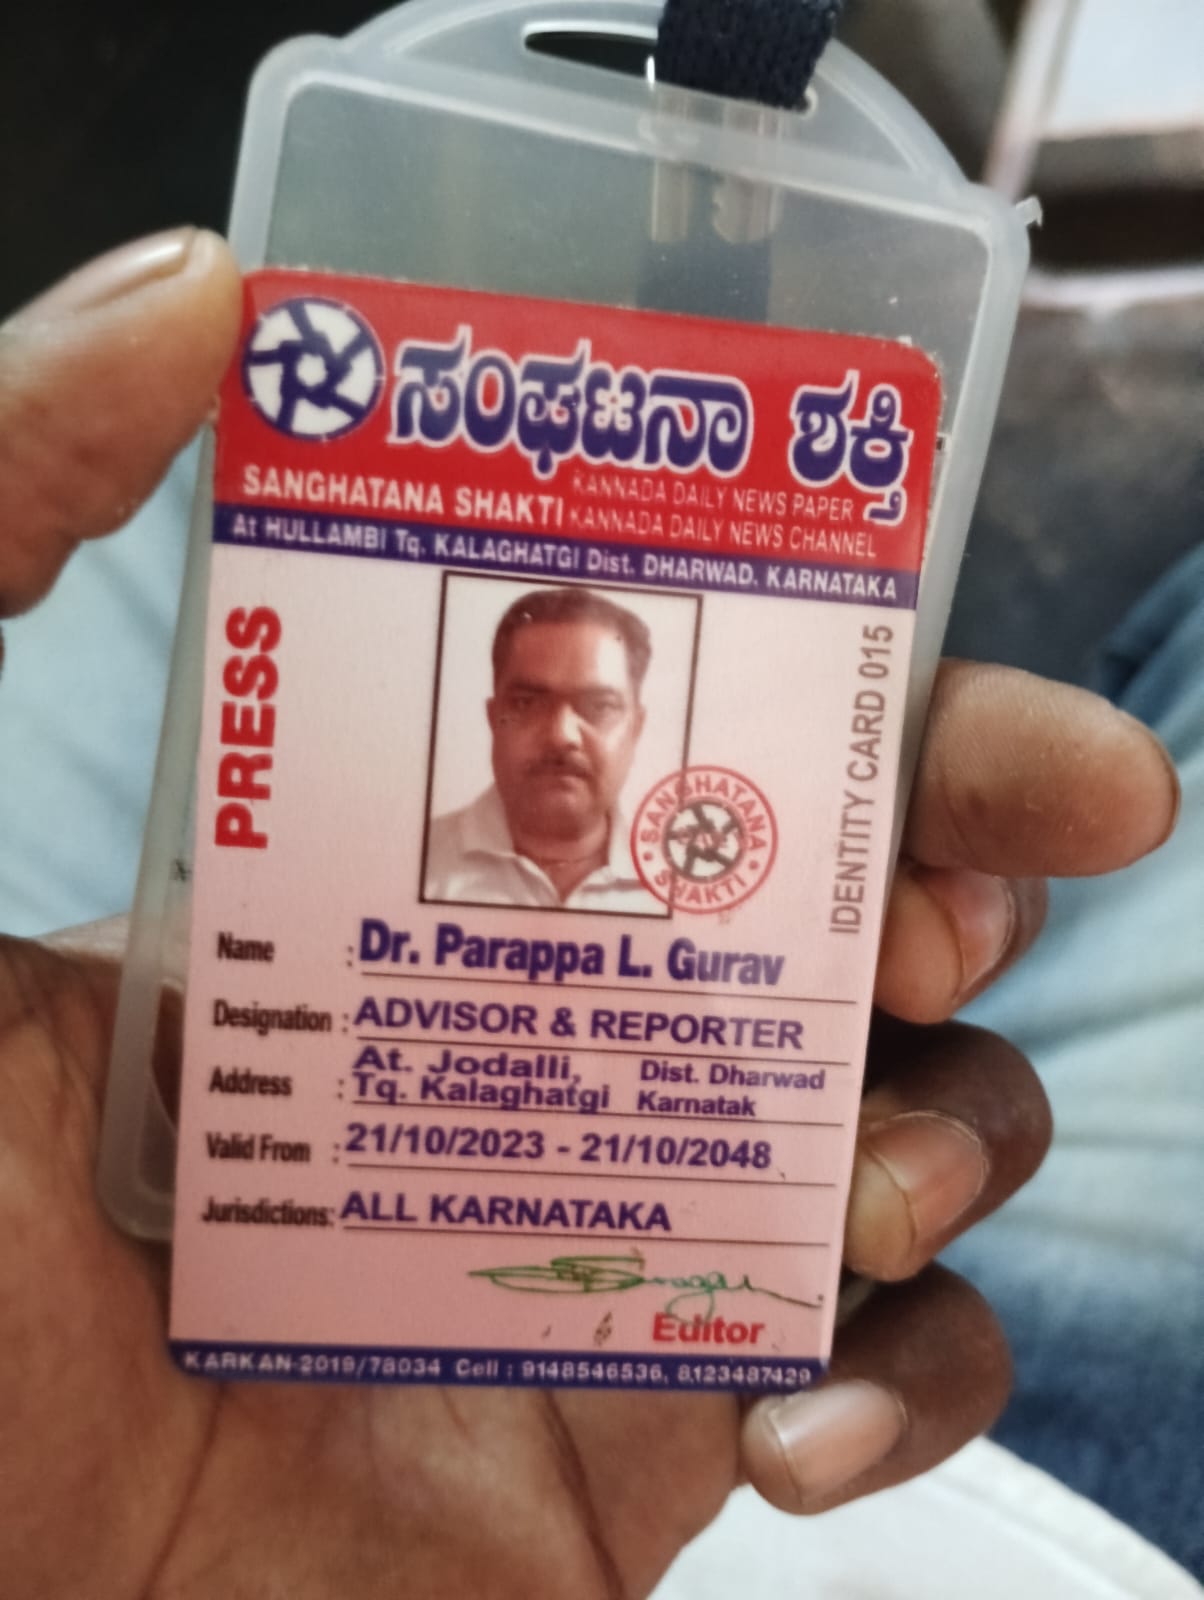 ಸಂಘಟನಾ ಶಕ್ತಿ
SANGHATANA SHAKTI
KANNADA DAILY NEWS PAPER
KANNADA DAILY NEWS CHANNEL
At HULLAMBI Tq. KALAGHATGI Dist. DHARWAD. KARNATAKA
PRESS
IDENTITY CARD 015
SANGHATANA SHAKTI
Name : Dr. Parappa L. Gurav
Designation : ADVISOR & REPORTER
Address : At. Jodalli, Dist. Dharwad
Tq. Kalaghatgi Karnatak
Valid From : 21/10/2023 - 21/10/2048
Jurisdictions: ALL KARNATAKA
Editor
KARKAN-2019/78034 Cell : 9148546536, 8123487429